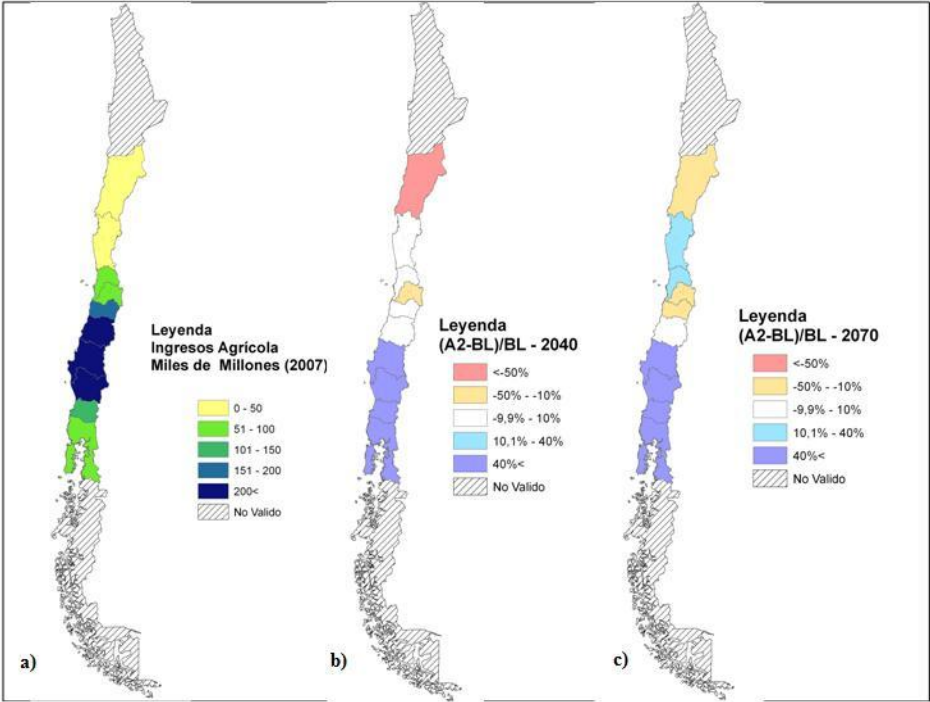 Leyenda
Ingresos Agrícola
Miles de Millones (2007)
0 - 50
51 - 100
101 - 150
151 - 200
200<
No Valido
a)
Leyenda
(A2-BL)/BL - 2040
<-50%
-50% - -10%
-9,9% - 10%
10,1% - 40%
40%<
No Valido
b)
Leyenda
(A2-BL)/BL - 2070
<-50%
-50% - -10%
-9,9% - 10%
10,1% - 40%
40%<
No Valido
c)